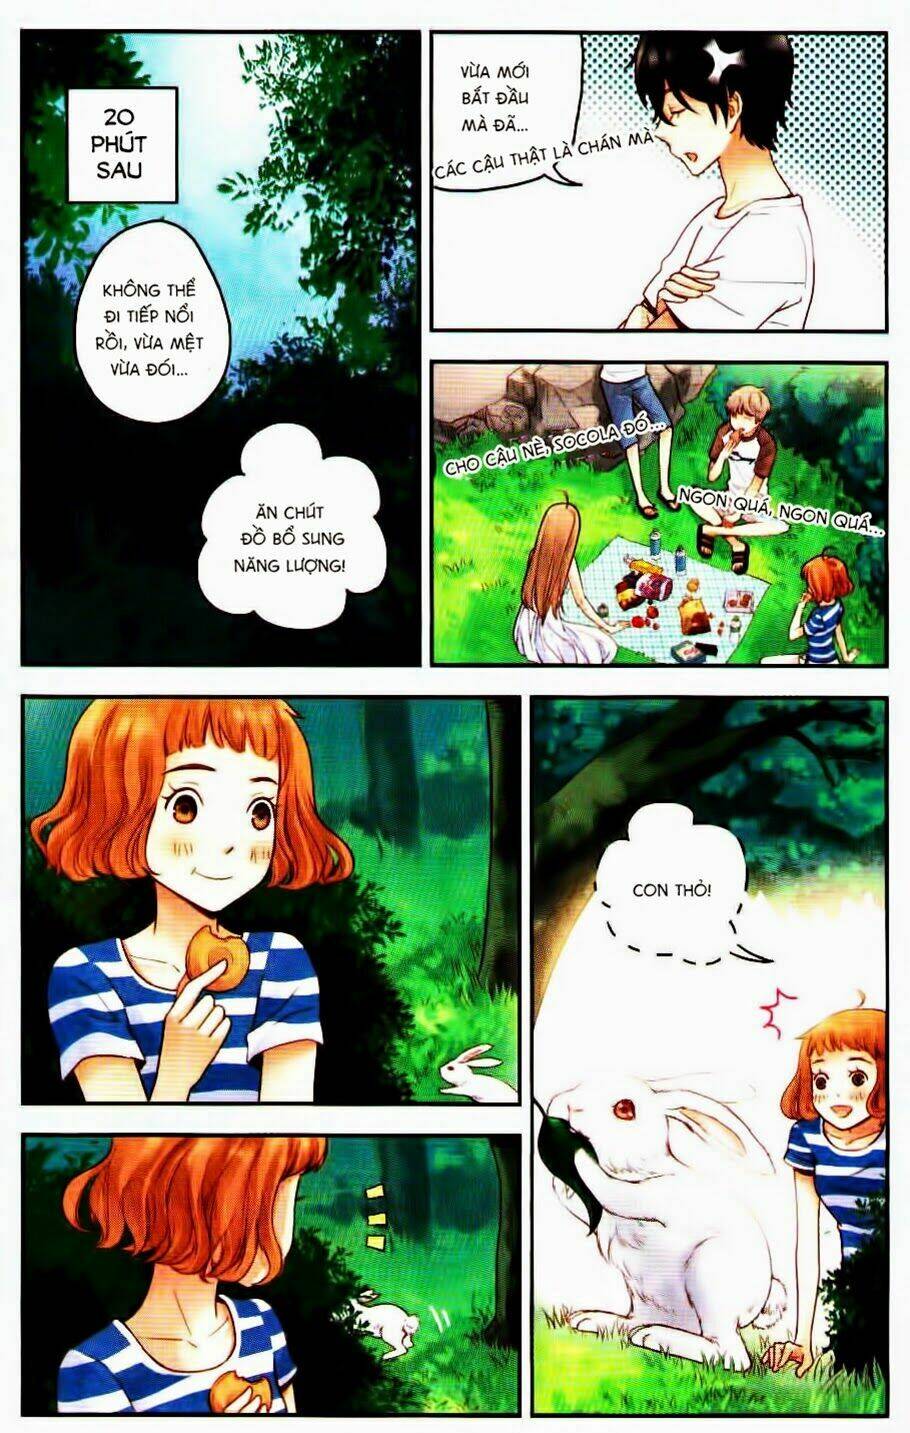 20
PHÚT
SAU
KHÔNG THỂ
ĐI TIẾP NỔI
RỒI, VỪA MỆT
VỪA ĐÓI...
ĂN CHÚT
ĐỒ BỔ SUNG
NĂNG LƯỢNG!
VỪA MỚI
BẮT ĐẦU
MÀ ĐÃ...
CÁC CẬU THẬT LÀ CHÁN MÀ
CHO CẬU NÈ, SOCOLA ĐÓ...
NGON QUÁ, NGON QUÁ...
CON THỎ!